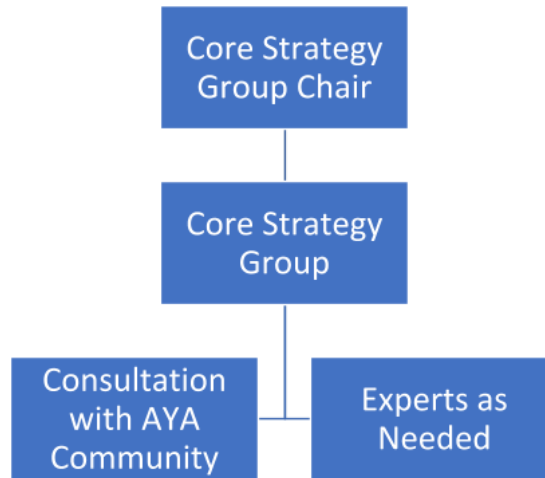 Core Strategy
Group Chair
Core Strategy
Group
Consultation
with AYA
Community
Experts as
Needed